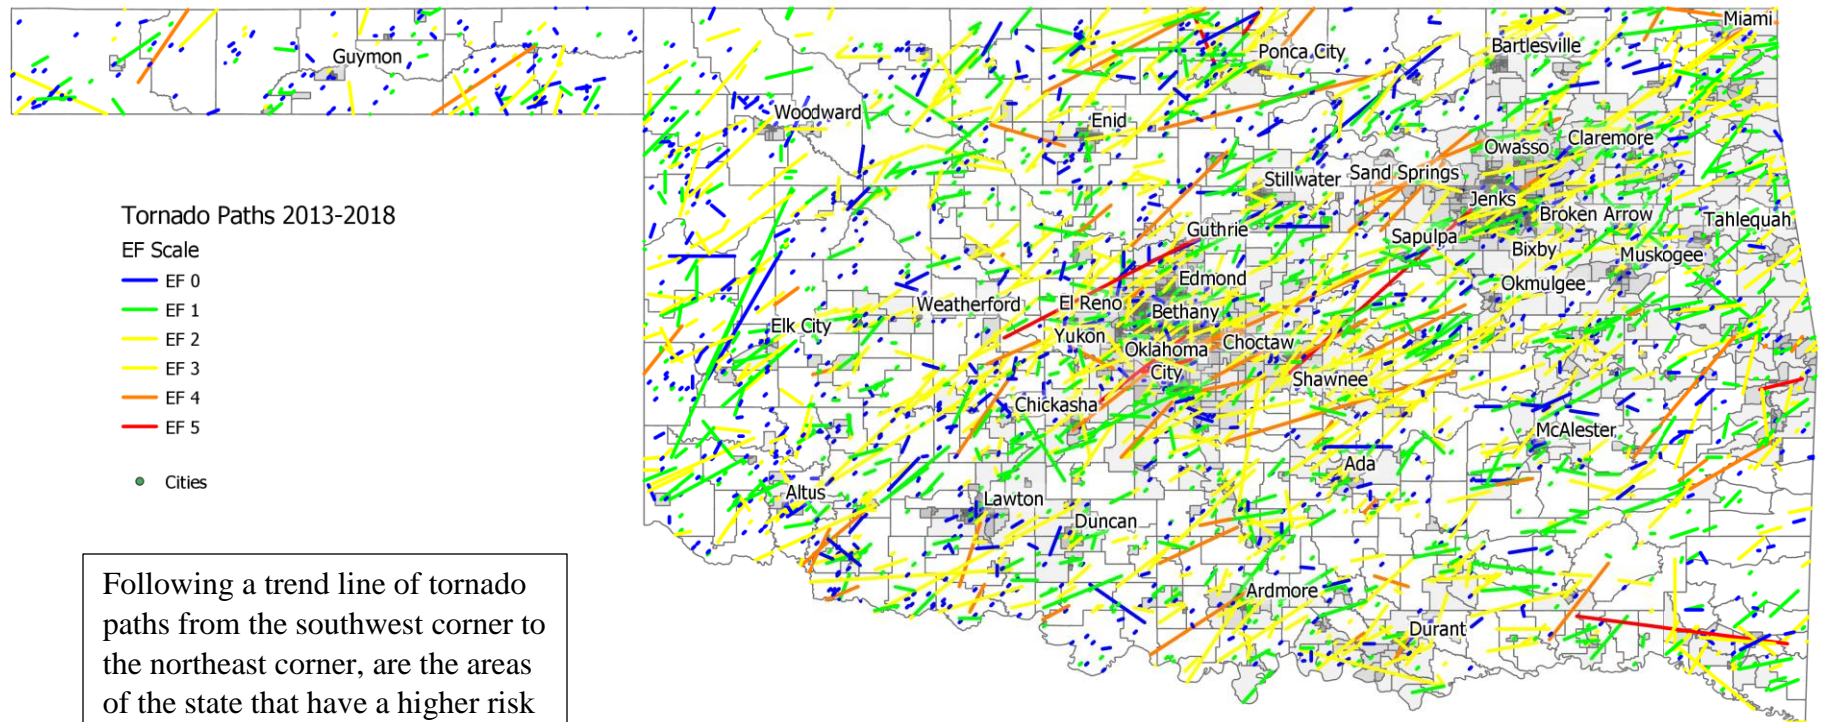 Miami
Bartlesville
Ponca City
Guymon
Woodward
Enid
Claremore
Owasso
Sand Springs
Stillwater
Jenks
Broken Arrow
Tahlequah
Tornado Paths 2013-2018
Guthrie
Sapulpa
Bixby
Muskogee
EF Scale
EF 0
Edmond
Okmulgee
Weatherford
El Reno
EF 1
Bethany
Elk City
Yukon
EF 2
Oklahoma
City
Choctaw
EF 3
Shawnee
EF 4
Chickasha
EF 5
McAlester
Ada
Cities
Altus
Lawton
Duncan
Ardmore
Durant
Following a trend line of tornado
paths from the southwest corner to
the northeast corner, are the areas
of the state that have a higher risk